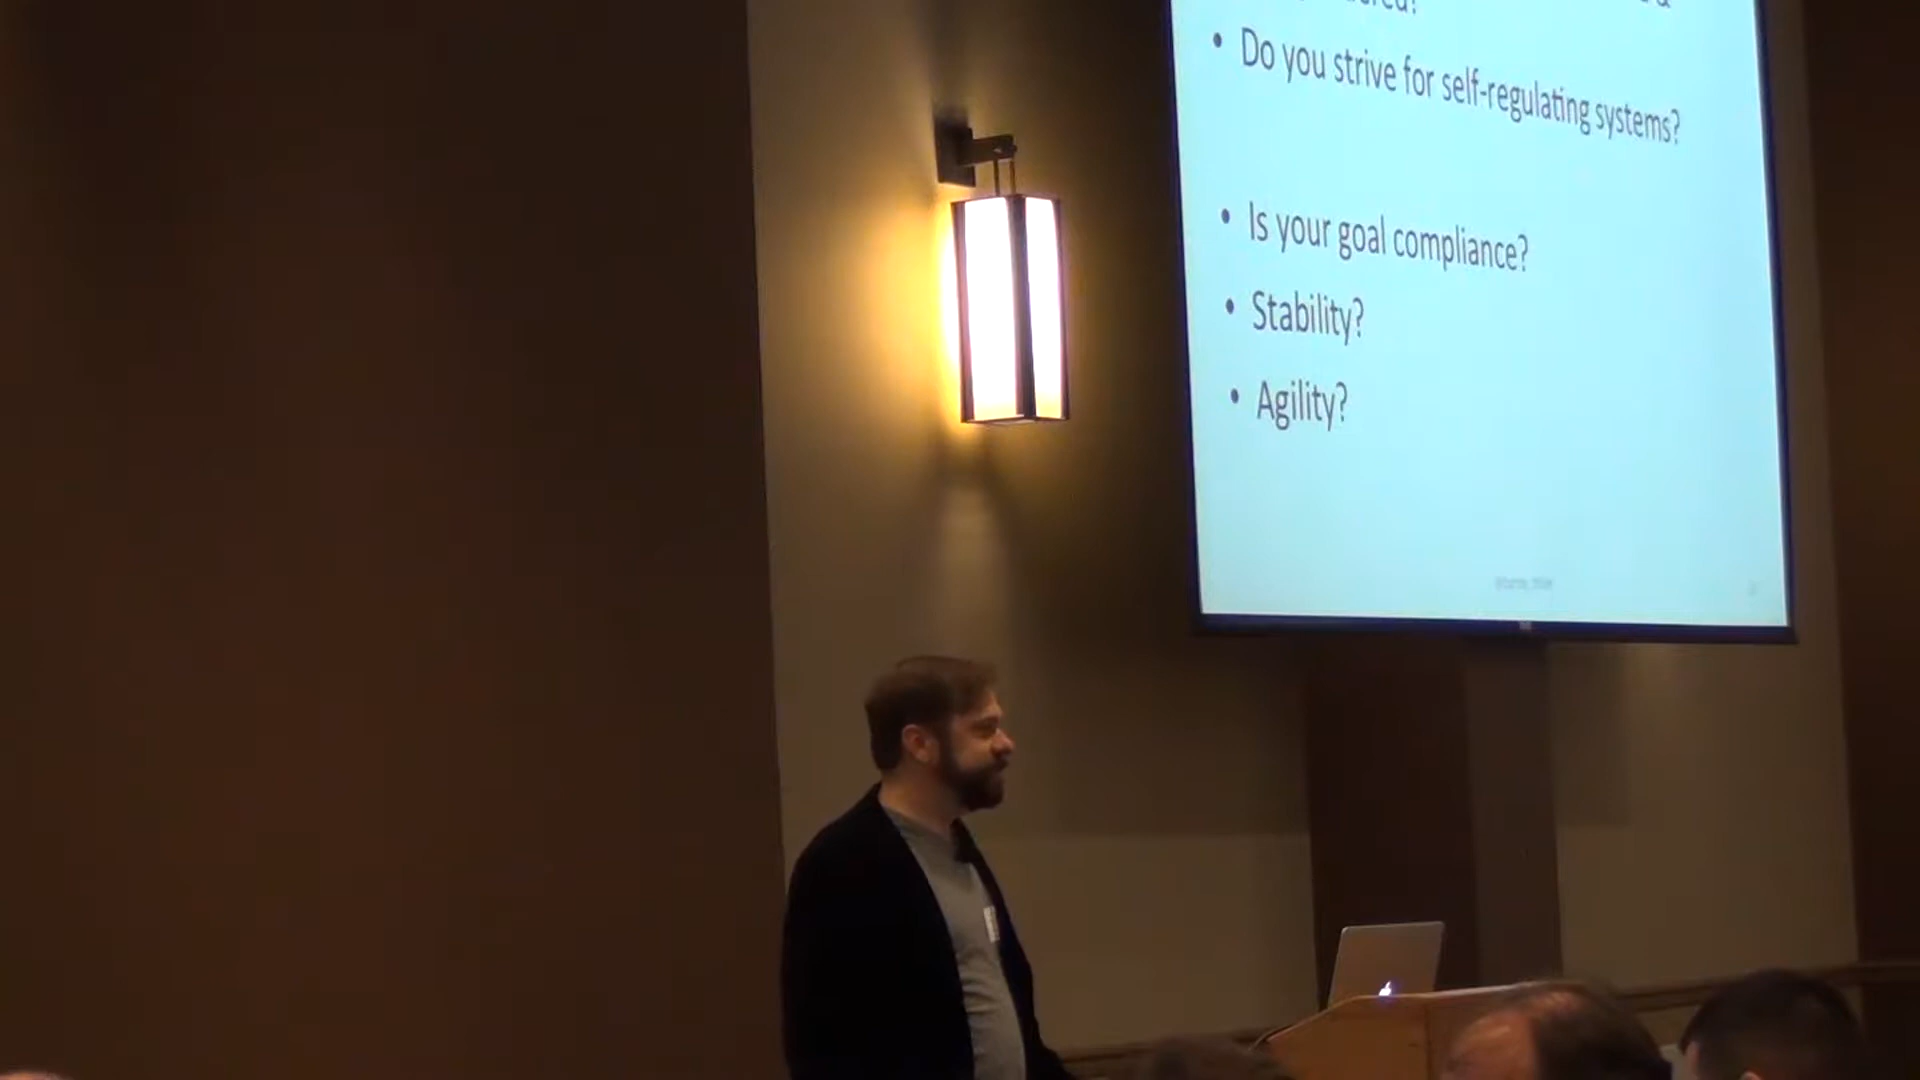 • Do you strive for self-regulating systems?
• Is your goal compliance?
• Stability?
• Agility?